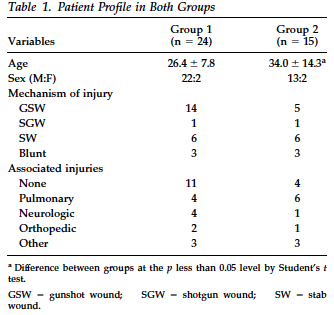 Table 1. Patient Profile in Both Groups
Group 1 Group 2
Variables (n = 24) (n = 15)
Age 26.4 ± 7.8 34.0 ± 14.3ª
Sex (M:F) 22:2 13:2
Mechanism of injury
GSW 14 5
SGW 1 1
SW 6 6
Blunt 3 3
Associated injuries
None 11 4
Pulmonary 4 6
Neurologic 4 1
Orthopedic 2 1
Other 3 3
ª Difference between groups at the p less than 0.05 level by Student's t
test.
GSW − gunshot wound; SGW − shotgun wound; SW − stab
wound.